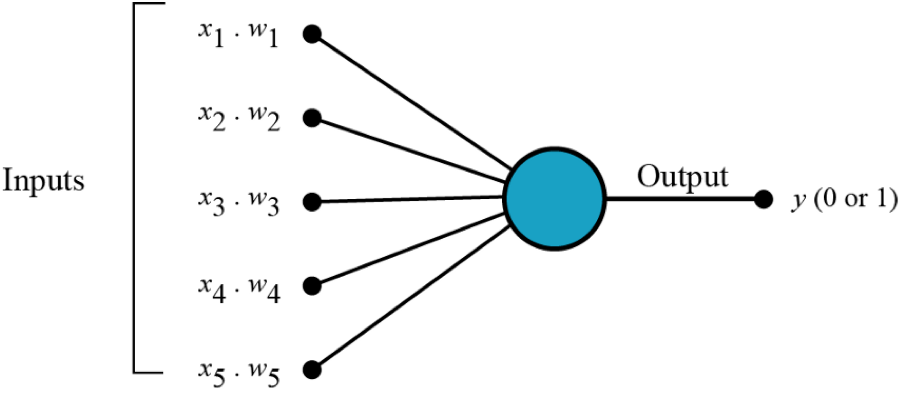 x1 . w1
x2 . w2
Inputs
x3 . w3
x4 . w4
x5 . w5
Output
y (0 or 1)